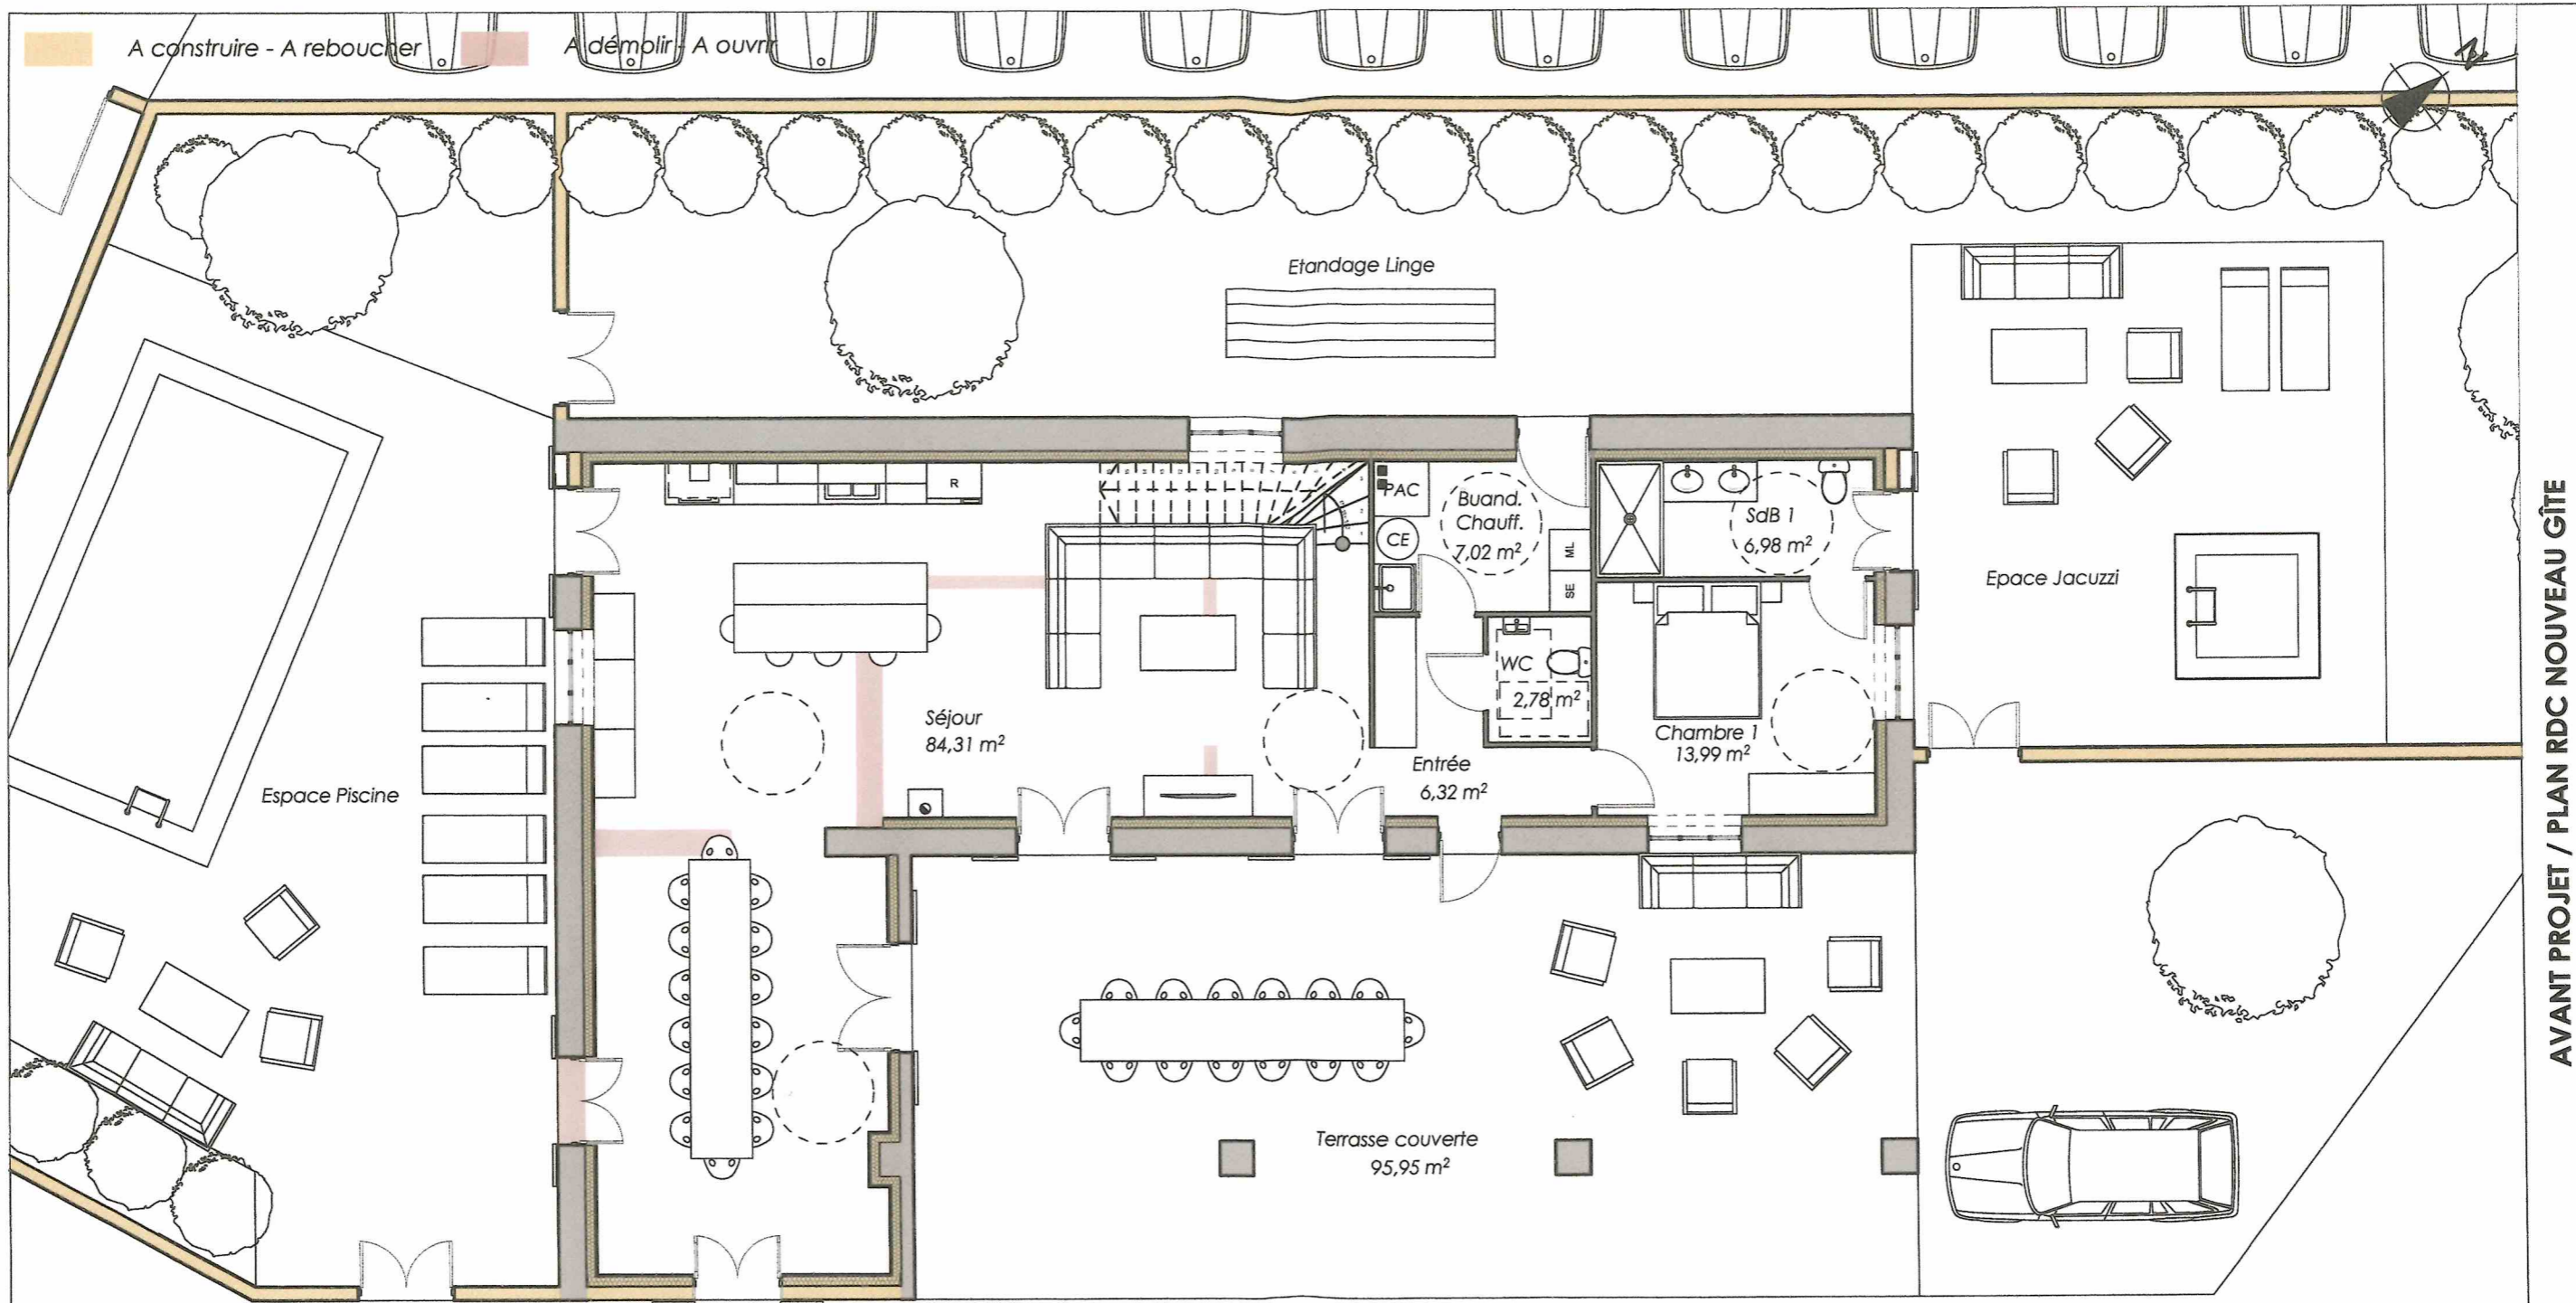 A construire - A reboucher
A démolir - A ouvrir
N
Etandage Linge
R
PAC
CE
Buand.
Chauff.
7,02 m²
ML
SE
SdB 1
6,98 m²
Epace Jacuzzi
WC
2,78 m²
Séjour
84,31 m²
Chambre 1
13,99 m²
Entrée
6,32 m²
Espace Piscine
Terrasse couverte
95,95 m²
AVANT PROJET / PLAN RDC NOUVEAU GÎTE